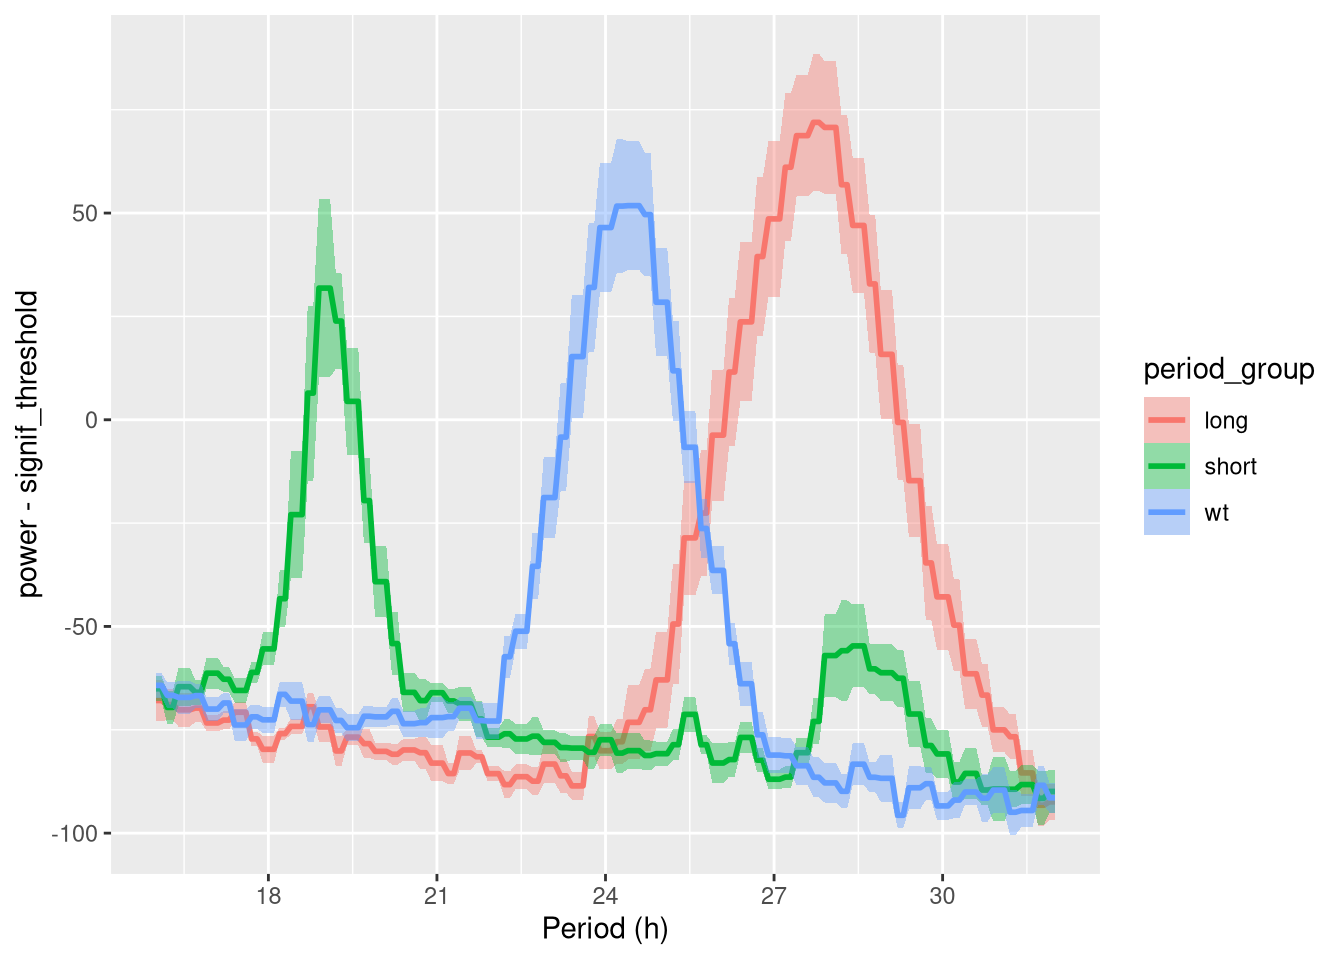 power - signif_threshold
50
0
-50
-100
18 21 24 27 30
Period (h)
period_group
long
short
wt